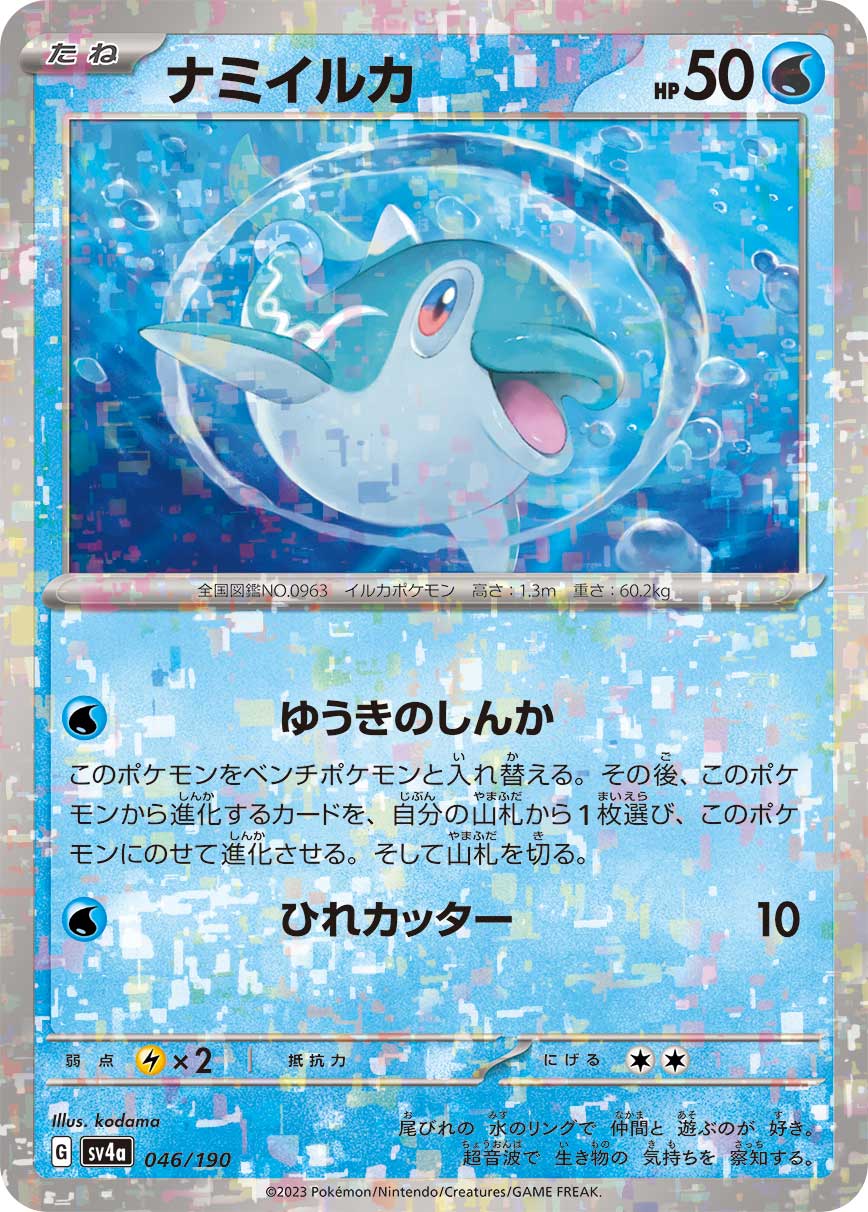 たね
ナミイルカ HP50
全国図鑑NO.0963 イルカポケモン 高さ:1.3m 重さ:60.2kg
ゆうきのしんか
このポケモンをベンチポケモンと入れ替える。その後、このポケ
モンから進化するカードを、自分の山札から1枚選び、このポケ
モンにのせて進化させる。そして山札を切る。
ひれカッター 10
弱点 ×2 抵抗力 にげる
Illus. kodama
尾びれの 水のリングで 仲間と 遊ぶのが 好き。
超音波で 生き物の 気持ちを 察知する。
G sv4a 046/190
©2023 Pokémon/Nintendo/Creatures/GAME FREAK.